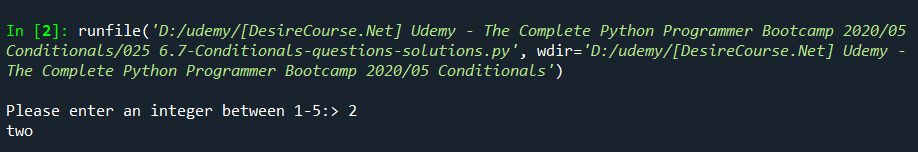 In [2]: runfile('D:/udemy/[DesireCourse.Net] Udemy - The Complete Python Programmer Bootcamp 2020/05
Conditionals/025 6.7-Conditionals-questions-solutions.py', wdir='D:/udemy/[DesireCourse.Net] Udemy -
The Complete Python Programmer Bootcamp 2020/05 Conditionals')
Please enter an integer between 1-5:> 2
two